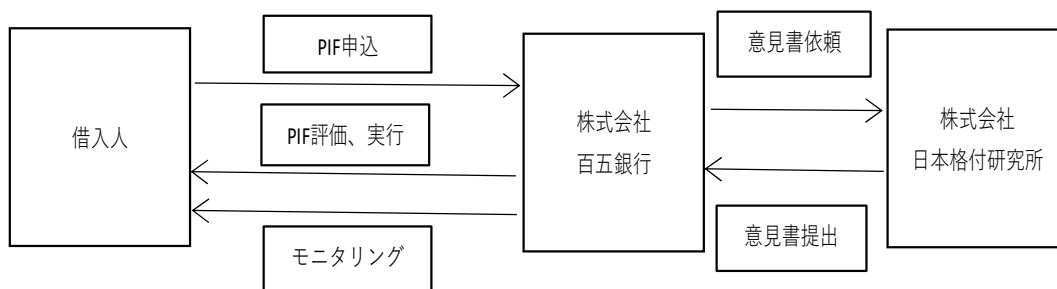 PIF申込
意見書依頼
借入人
PIF評価、実行
株式会社
百五銀行
株式会社
日本格付研究所
モニタリング
意見書提出